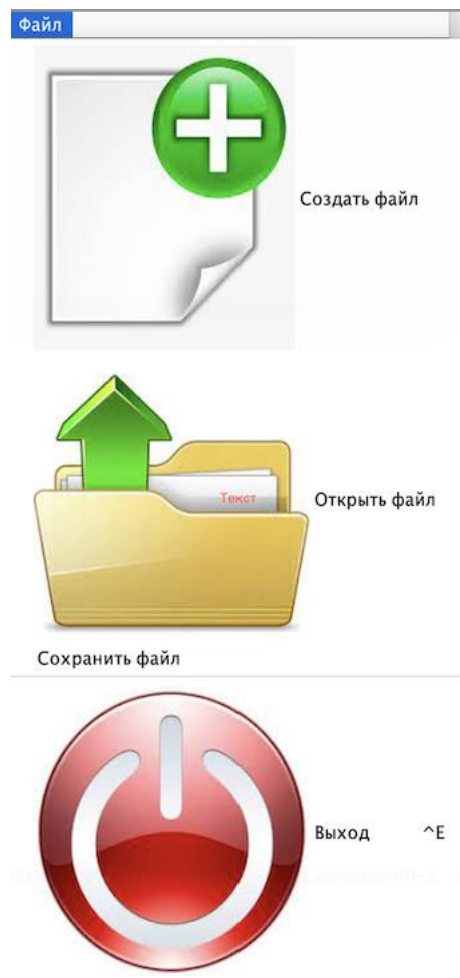 Файл
Создать файл
Текст
Открыть файл
Сохранить файл
Выход ^E